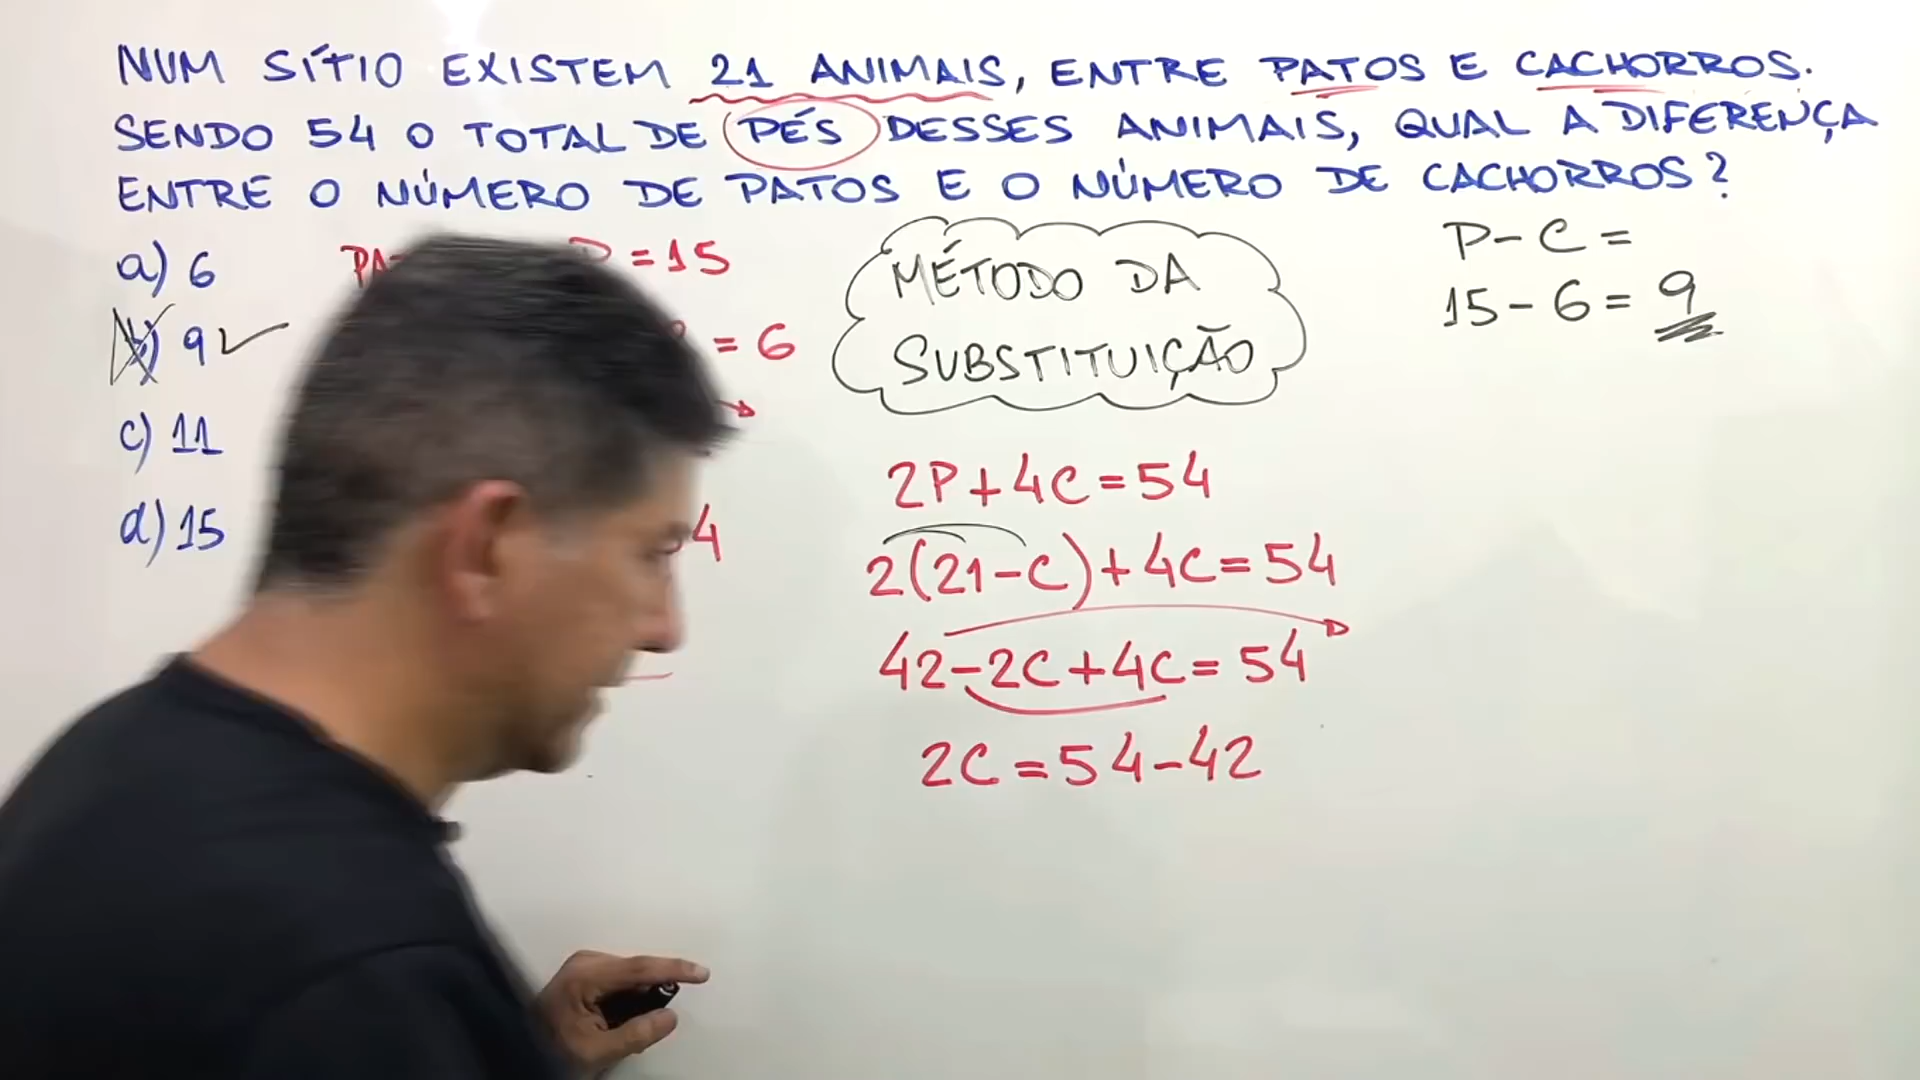 NUM SÍTIO EXISTEM 21 ANIMAIS, ENTRE PATOS E CACHORROS.
SENDO 54 O TOTAL DE PÉS DESSES ANIMAIS, QUAL A DIFERENÇA
ENTRE O NÚMERO DE PATOS E O NÚMERO DE CACHORROS?
a) 6
b) 9
c) 11
d) 15
= 15
= 6
4
MÉTODO DA
SUBSTITUIÇÃO
2P+4C=54
2(21-C)+4C=54
42-2C+4C=54
2C=54-42
P-C=
15-6=9